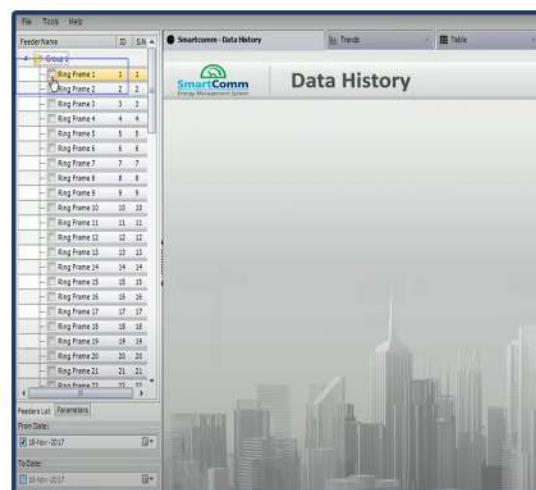 File Tools Help
FeederName ID S.N
Smartcomm - Data History
Trends
Table
Group 1
Ring Frame 1 1 1
Ring Frame 2 2 2
Ring Frame 3 3 3
Ring Frame 4 4 4
Ring Frame 5 5 5
Ring Frame 6 6 6
Ring Frame 7 7 7
Ring Frame 8 8 8
Ring Frame 9 9 9
Ring Frame 10 10 10
Ring Frame 11 11 11
Ring Frame 12 12 12
Ring Frame 13 13 13
Ring Frame 14 14 14
Ring Frame 15 15 15
Ring Frame 16 16 16
Ring Frame 17 17 17
Ring Frame 18 18 18
Ring Frame 19 19 19
Ring Frame 20 20 20
Ring Frame 21 21 21
Ring Frame 22 22 22
SmartComm
Energy Management System
Data History
Feeders List Parameters
From Date:
18-Nov-2017
To Date:
18-Nov-2017